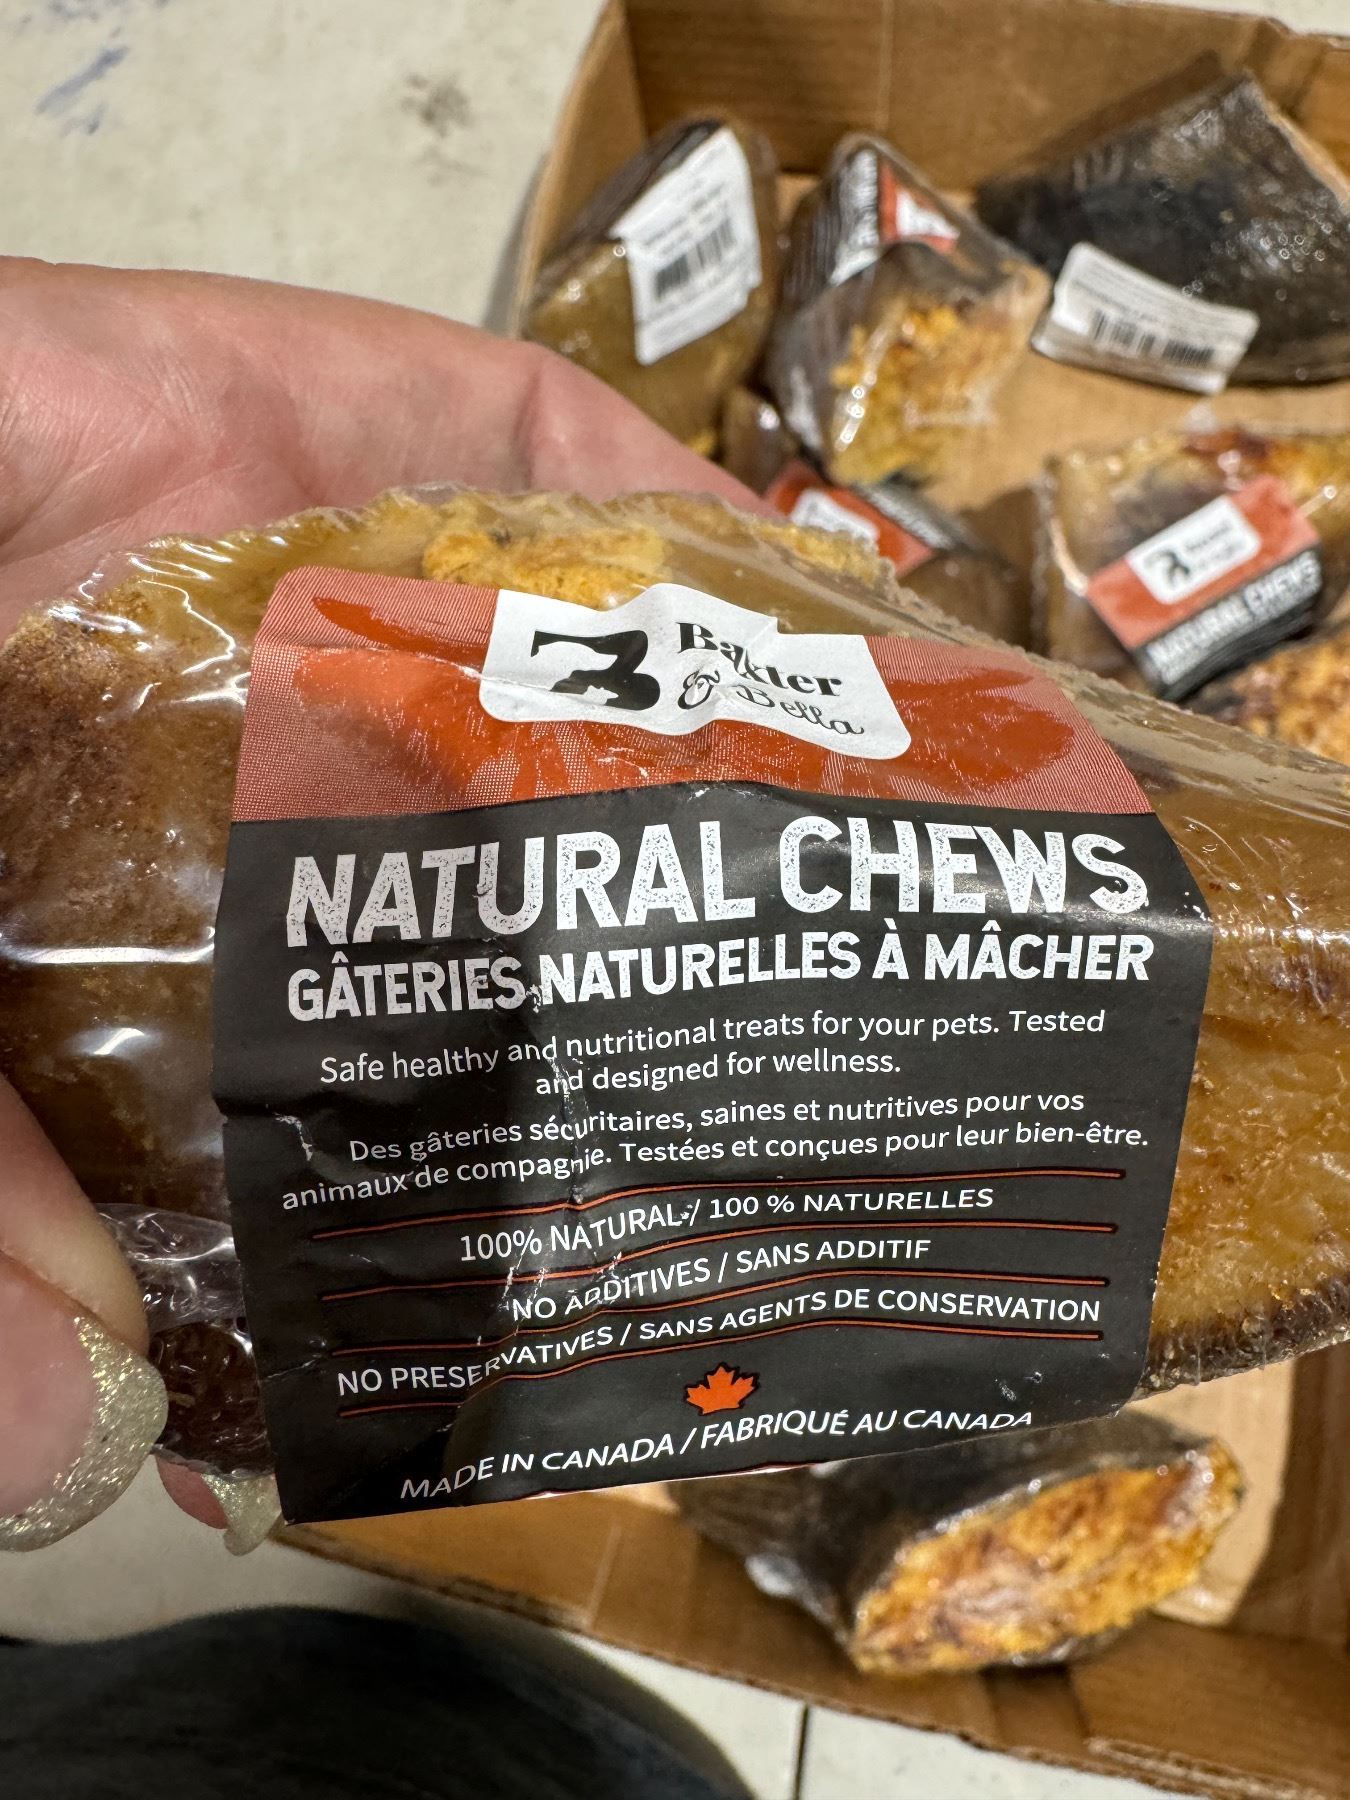 Baxter
& Bella
NATURAL CHEWS
GÂTERIES NATURELLES À MÂCHER
Safe healthy and nutritional treats for your pets. Tested
and designed for wellness.
Des gâteries sécuritaires, saines et nutritives pour vos
animaux de compagnie. Testées et conçues pour leur bien-être.
100% NATURAL / 100 % NATURELLES
NO ADDITIVES / SANS ADDITIF
NO PRESERVATIVES / SANS AGENTS DE CONSERVATION
MADE IN CANADA / FABRIQUÉ AU CANADA
NATURAL CHEWS